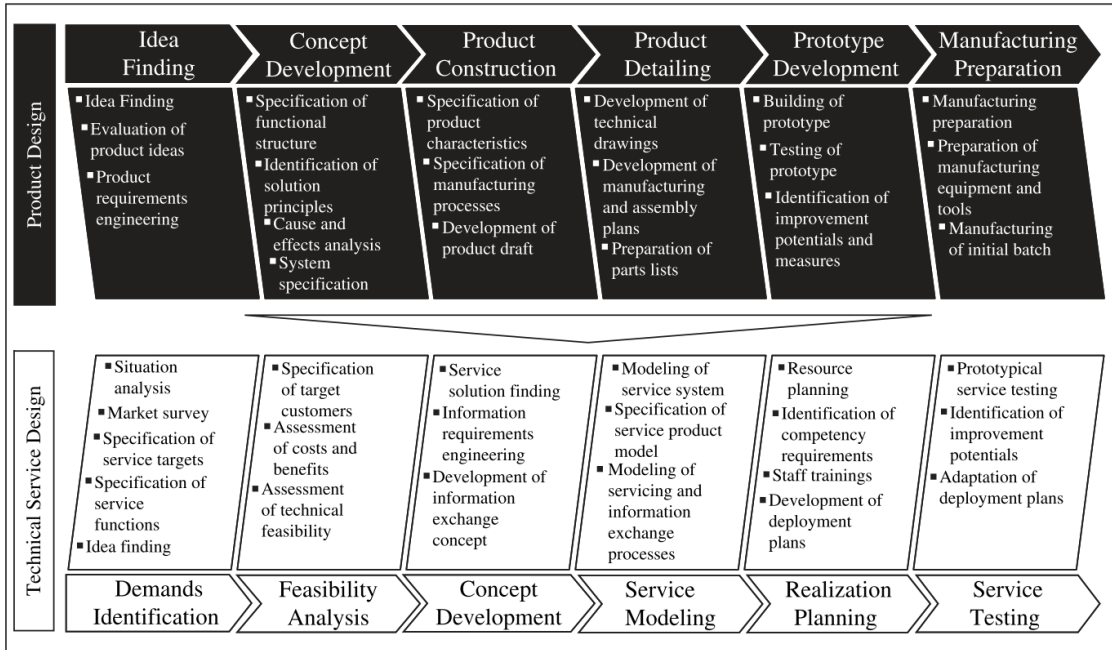 Product Design
Idea
Finding
Concept
Development
Product
Construction
Product
Detailing
Prototype
Development
Manufacturing
Preparation
▪ Idea Finding
▪ Evaluation of
product ideas
▪ Product
requirements
engineering
▪ Specification of
functional
structure
▪ Identification of
solution
principles
▪ Cause and
effects analysis
▪ System
specification
▪ Specification of
product
characteristics
▪ Specification of
manufacturing
processes
▪ Development of
product draft
▪ Development of
technical
drawings
▪ Development of
manufacturing
and assembly
plans
▪ Preparation of
parts lists
▪ Building of
prototype
▪ Testing of
prototype
▪ Identification of
improvement
potentials and
measures
▪ Manufacturing
preparation
▪ Preparation of
manufacturing
equipment and
tools
▪ Manufacturing
of initial batch
Technical Service Design
▪ Situation
analysis
▪ Market survey
▪ Specification of
service targets
▪ Specification of
service
functions
▪ Idea finding
▪ Specification
of target
customers
▪ Assessment
of costs and
benefits
▪ Assessment
of technical
feasibility
▪ Service
solution finding
▪ Information
requirements
engineering
▪ Development of
information
exchange
concept
▪ Modeling of
service system
▪ Specification of
service product
model
▪ Modeling of
servicing and
information
exchange
processes
▪ Resource
planning
▪ Identification of
competency
requirements
▪ Staff trainings
▪ Development of
deployment
plans
▪ Prototypical
service testing
▪ Identification of
improvement
potentials
▪ Adaptation of
deployment plans
Demands
Identification
Feasibility
Analysis
Concept
Development
Service
Modeling
Realization
Planning
Service
Testing